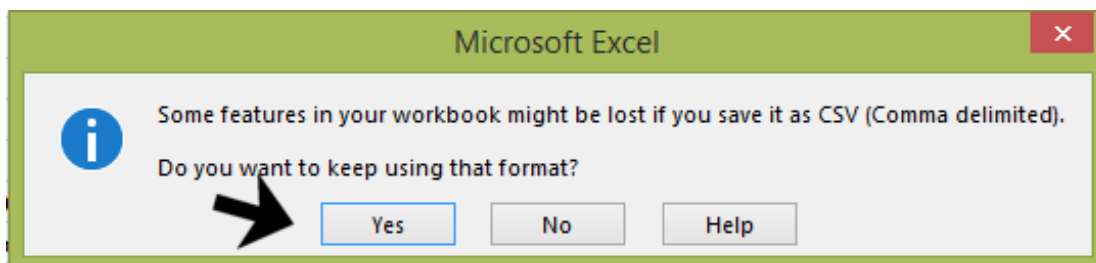 Microsoft Excel
Some features in your workbook might be lost if you save it as CSV (Comma delimited).
Do you want to keep using that format?
Yes No Help